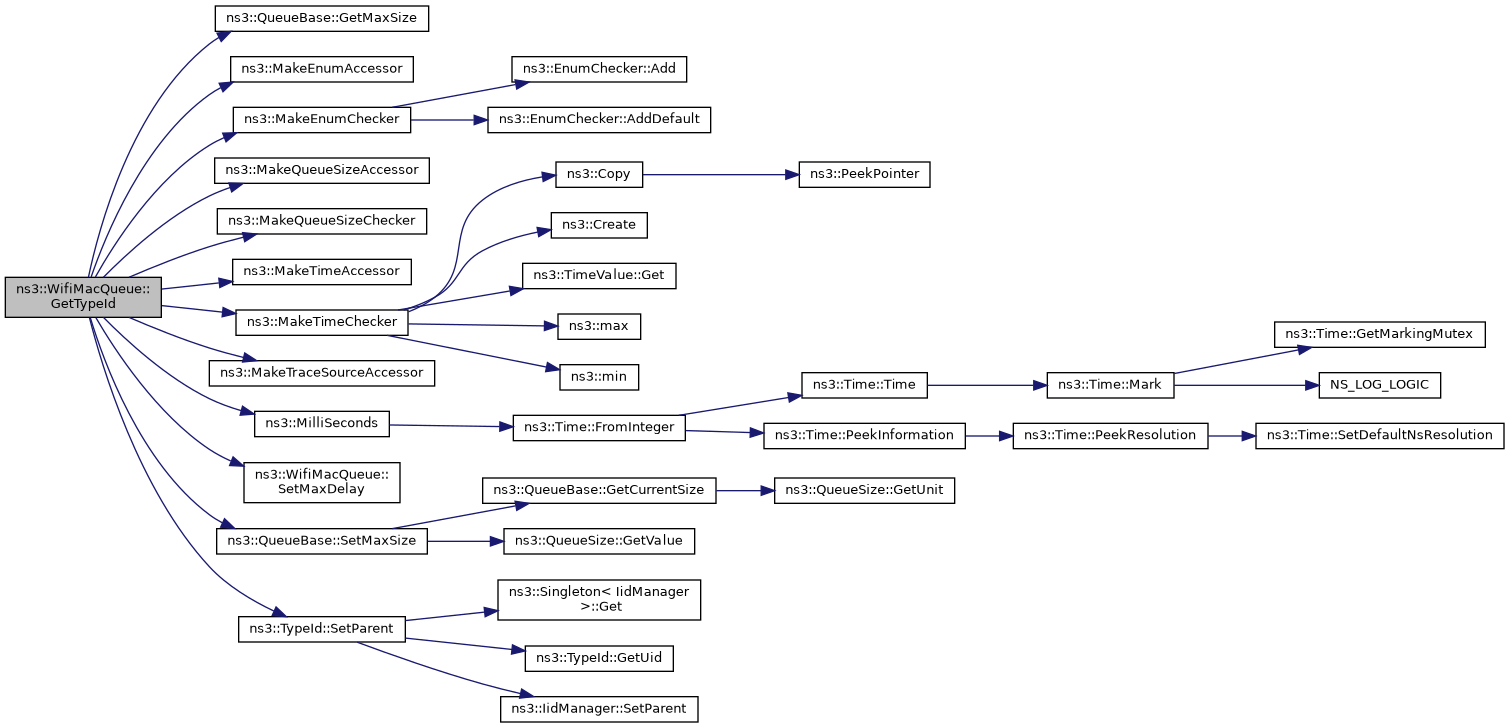 ns3::WifiMacQueue::
GetTypeId
ns3::QueueBase::GetMaxSize
ns3::MakeEnumAccessor
ns3::MakeEnumChecker
ns3::EnumChecker::Add
ns3::EnumChecker::AddDefault
ns3::MakeQueueSizeAccessor
ns3::MakeQueueSizeChecker
ns3::MakeTimeAccessor
ns3::MakeTimeChecker
ns3::Copy
ns3::PeekPointer
ns3::Create
ns3::TimeValue::Get
ns3::max
ns3::min
ns3::MakeTraceSourceAccessor
ns3::MilliSeconds
ns3::Time::FromInteger
ns3::Time::Time
ns3::Time::Mark
ns3::Time::GetMarkingMutex
NS_LOG_LOGIC
ns3::Time::PeekInformation
ns3::Time::PeekResolution
ns3::Time::SetDefaultNsResolution
ns3::WifiMacQueue::
SetMaxDelay
ns3::QueueBase::SetMaxSize
ns3::QueueBase::GetCurrentSize
ns3::QueueSize::GetUnit
ns3::QueueSize::GetValue
ns3::TypeId::SetParent
ns3::Singleton< IidManager
>::Get
ns3::TypeId::GetUid
ns3::IidManager::SetParent